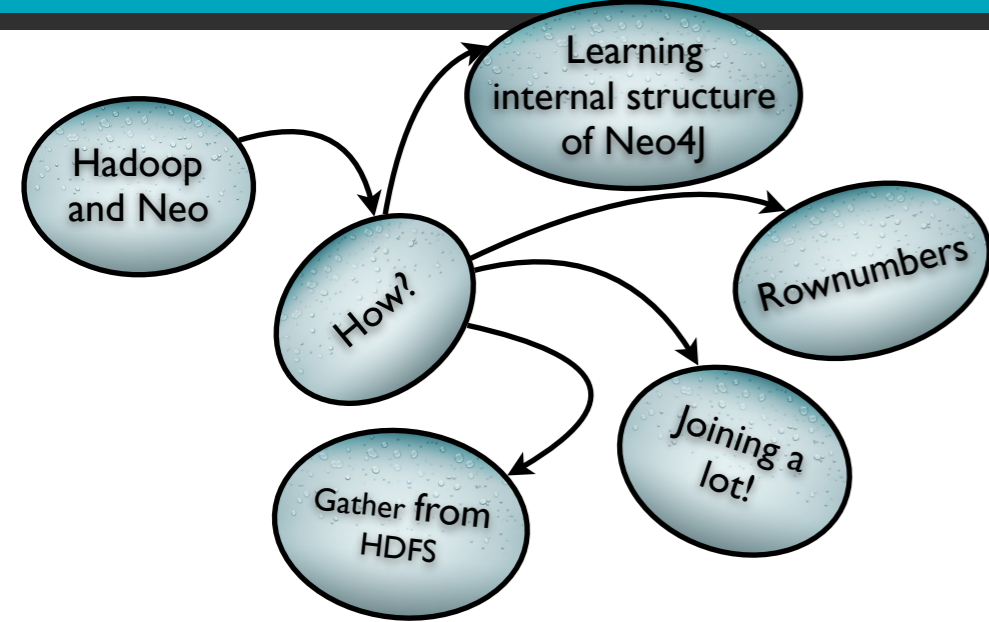 Hadoop
and Neo
How?
Learning
internal structure
of Neo4J
Rownumbers
Joining a
lot!
Gather from
HDFS